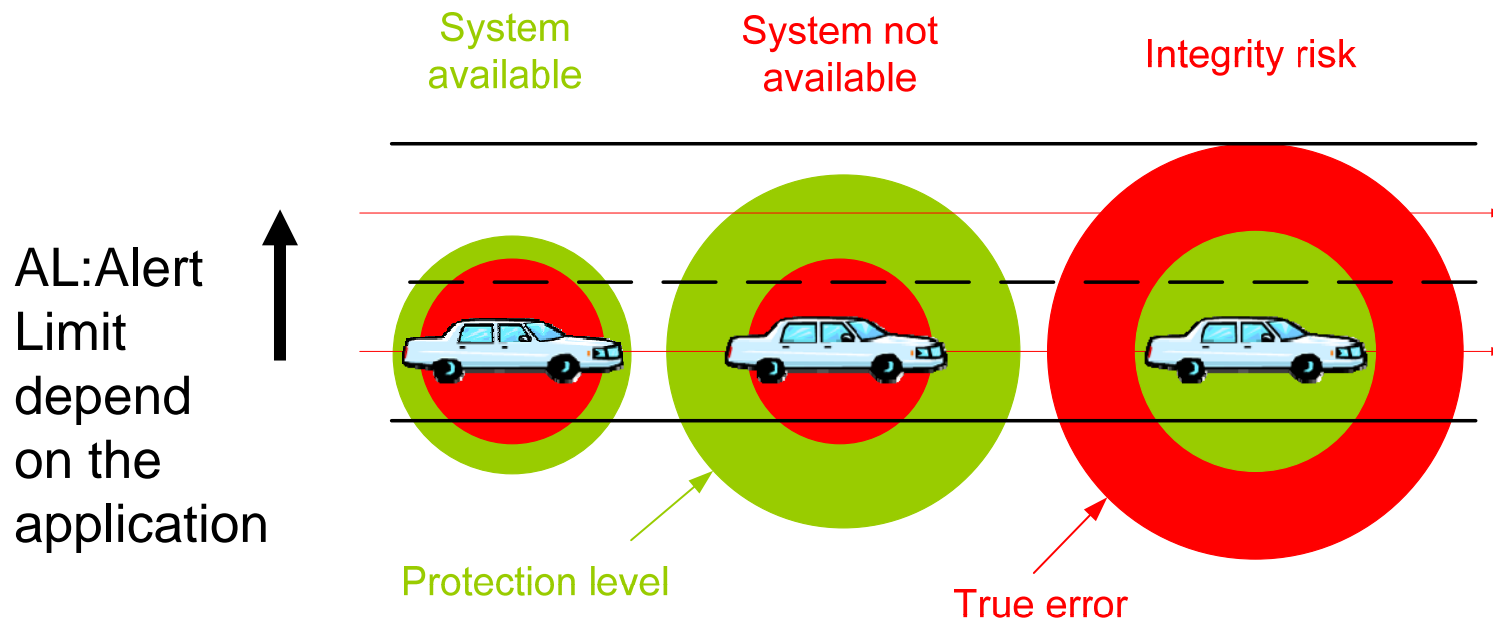 System
available
System not
available
Integrity risk
AL:Alert
Limit
depend
on the
application
Protection level
True error